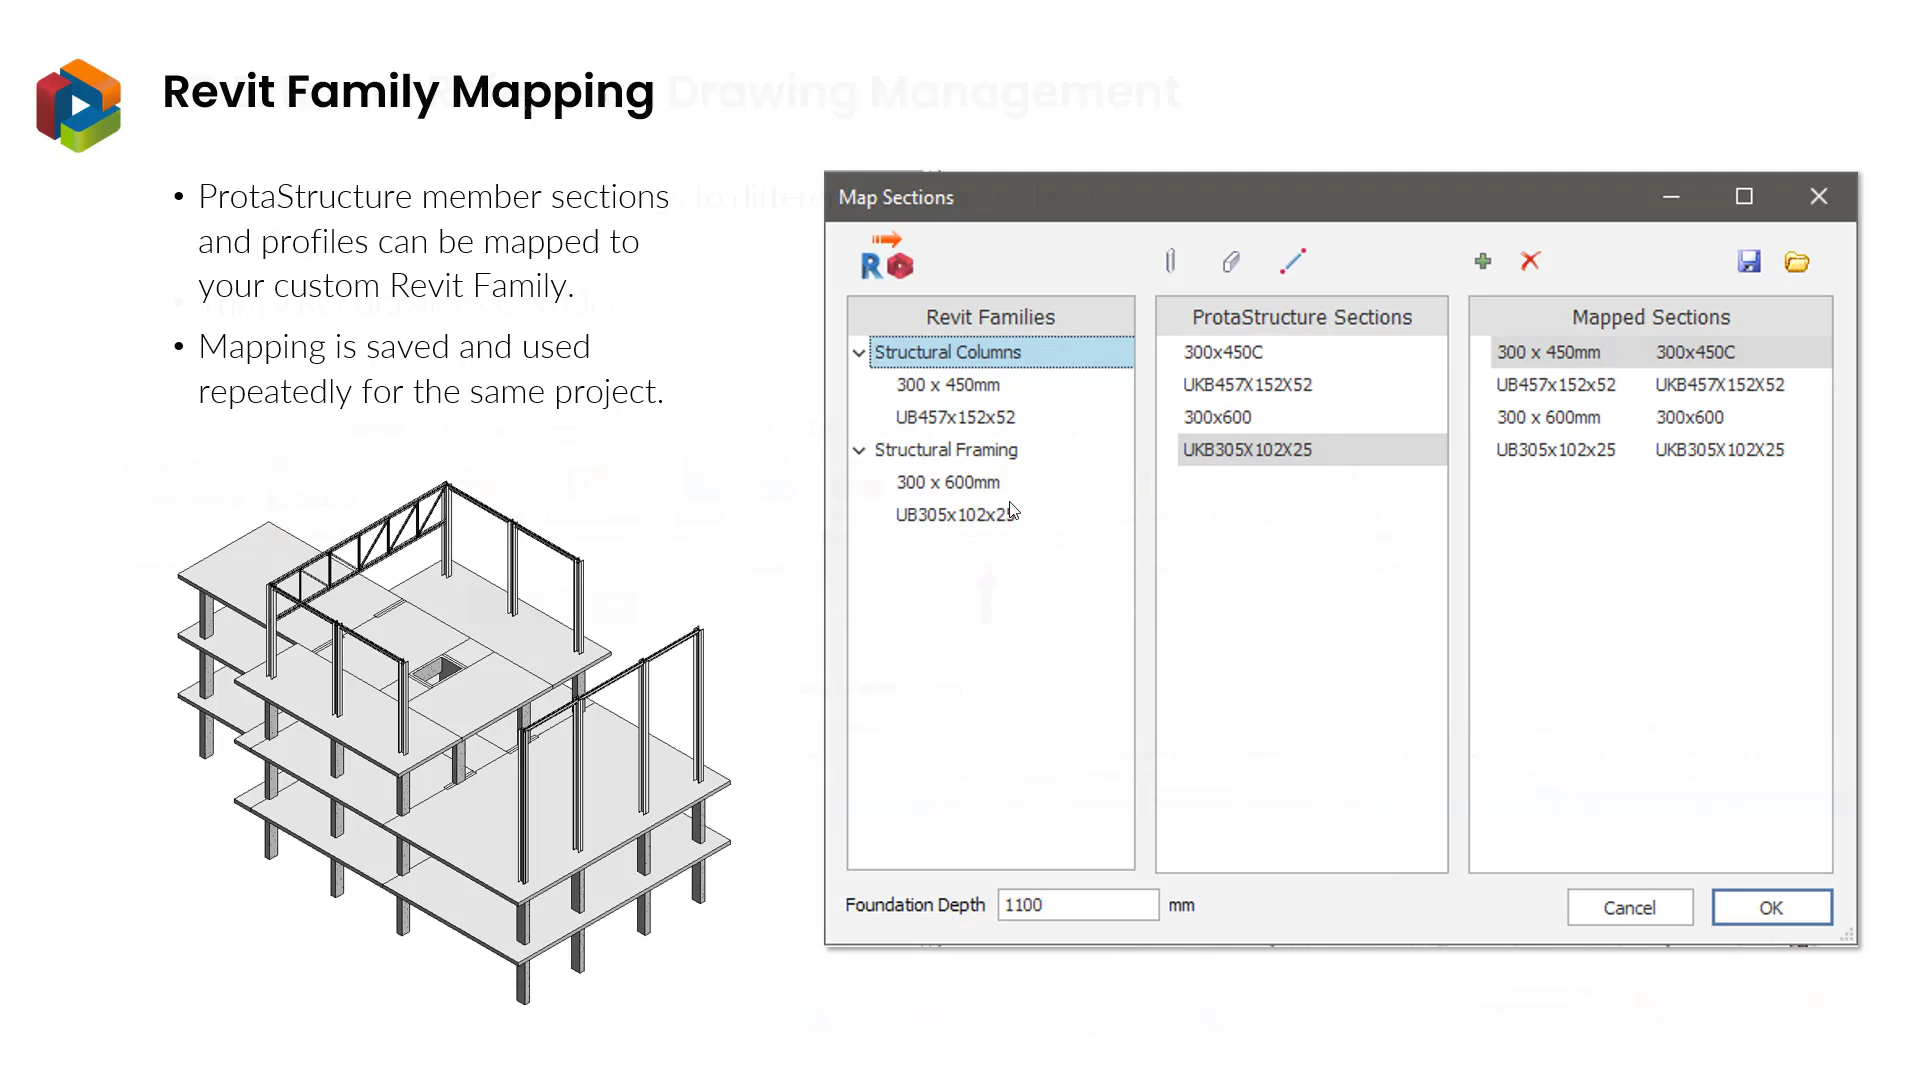 Revit Family Mapping
Drawing Management
• ProtaStructure member sections
and profiles can be mapped to
your custom Revit Family.
• Mapping is saved and used
repeatedly for the same project.
Map Sections
R
Revit Families
Structural Columns
300 x 450mm
UB457x152x52
Structural Framing
300 x 600mm
UB305x102x25
ProtaStructure Sections
300x450C
UKB457X152X52
300x600
UKB305X102X25
Mapped Sections
300 x 450mm 300x450C
UB457x152x52 UKB457X152X52
300 x 600mm 300x600
UB305x102x25 UKB305X102X25
Foundation Depth 1100 mm
Cancel OK